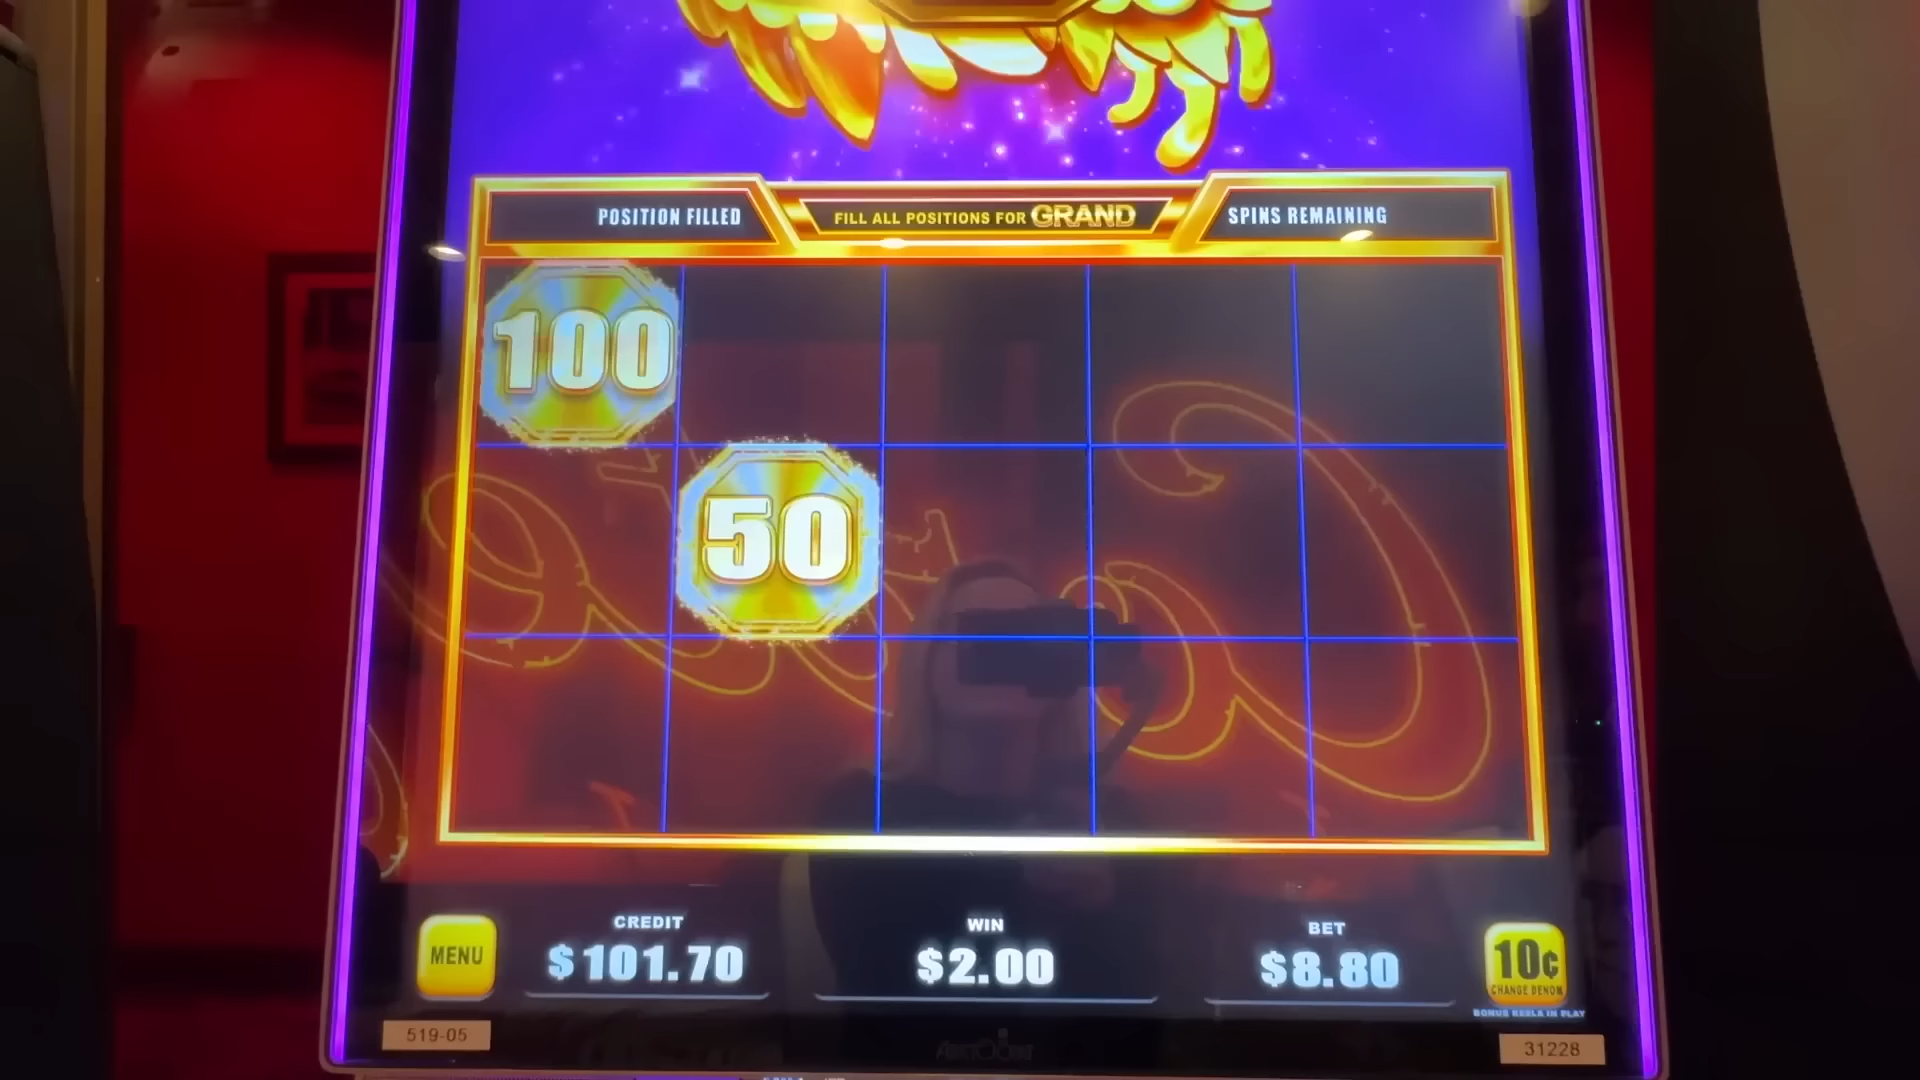 POSITION FILLED
FILL ALL POSITIONS FOR GRAND
SPINS REMAINING
100
50
CREDIT
$101.70
WIN
$2.00
BET
$8.80
MENU
10¢
CHANGE DENOM
BONUS REELS IN PLAY
519-05
31228